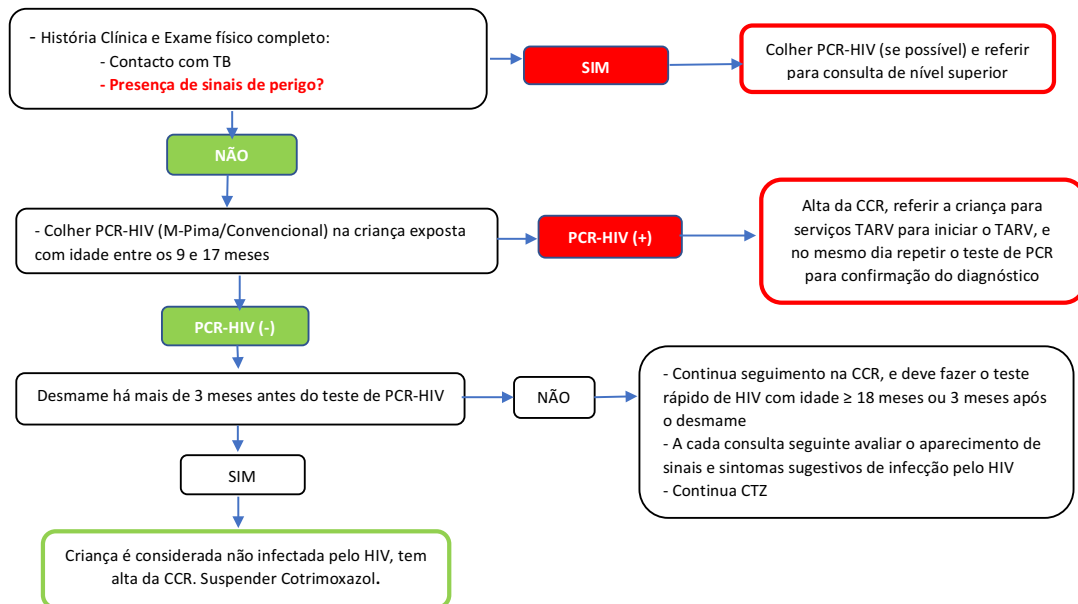 - História Clínica e Exame físico completo:
- Contacto com TB
- Presença de sinais de perigo?
SIM
Colher PCR-HIV (se possível) e referir
para consulta de nível superior
NÃO
- Colher PCR-HIV (M-Pima/Convencional) na criança exposta
com idade entre os 9 e 17 meses
PCR-HIV (+)
Alta da CCR, referir a criança para
serviços TARV para iniciar o TARV, e
no mesmo dia repetir o teste de PCR
para confirmação do diagnóstico
PCR-HIV (-)
Desmame há mais de 3 meses antes do teste de PCR-HIV
NÃO
- Continua seguimento na CCR, e deve fazer o teste
rápido de HIV com idade ≥ 18 meses ou 3 meses após
o desmame
- A cada consulta seguinte avaliar o aparecimento de
sinais e sintomas sugestivos de infecção pelo HIV
- Continua CTZ
SIM
Criança é considerada não infectada pelo HIV, tem
alta da CCR. Suspender Cotrimoxazol.